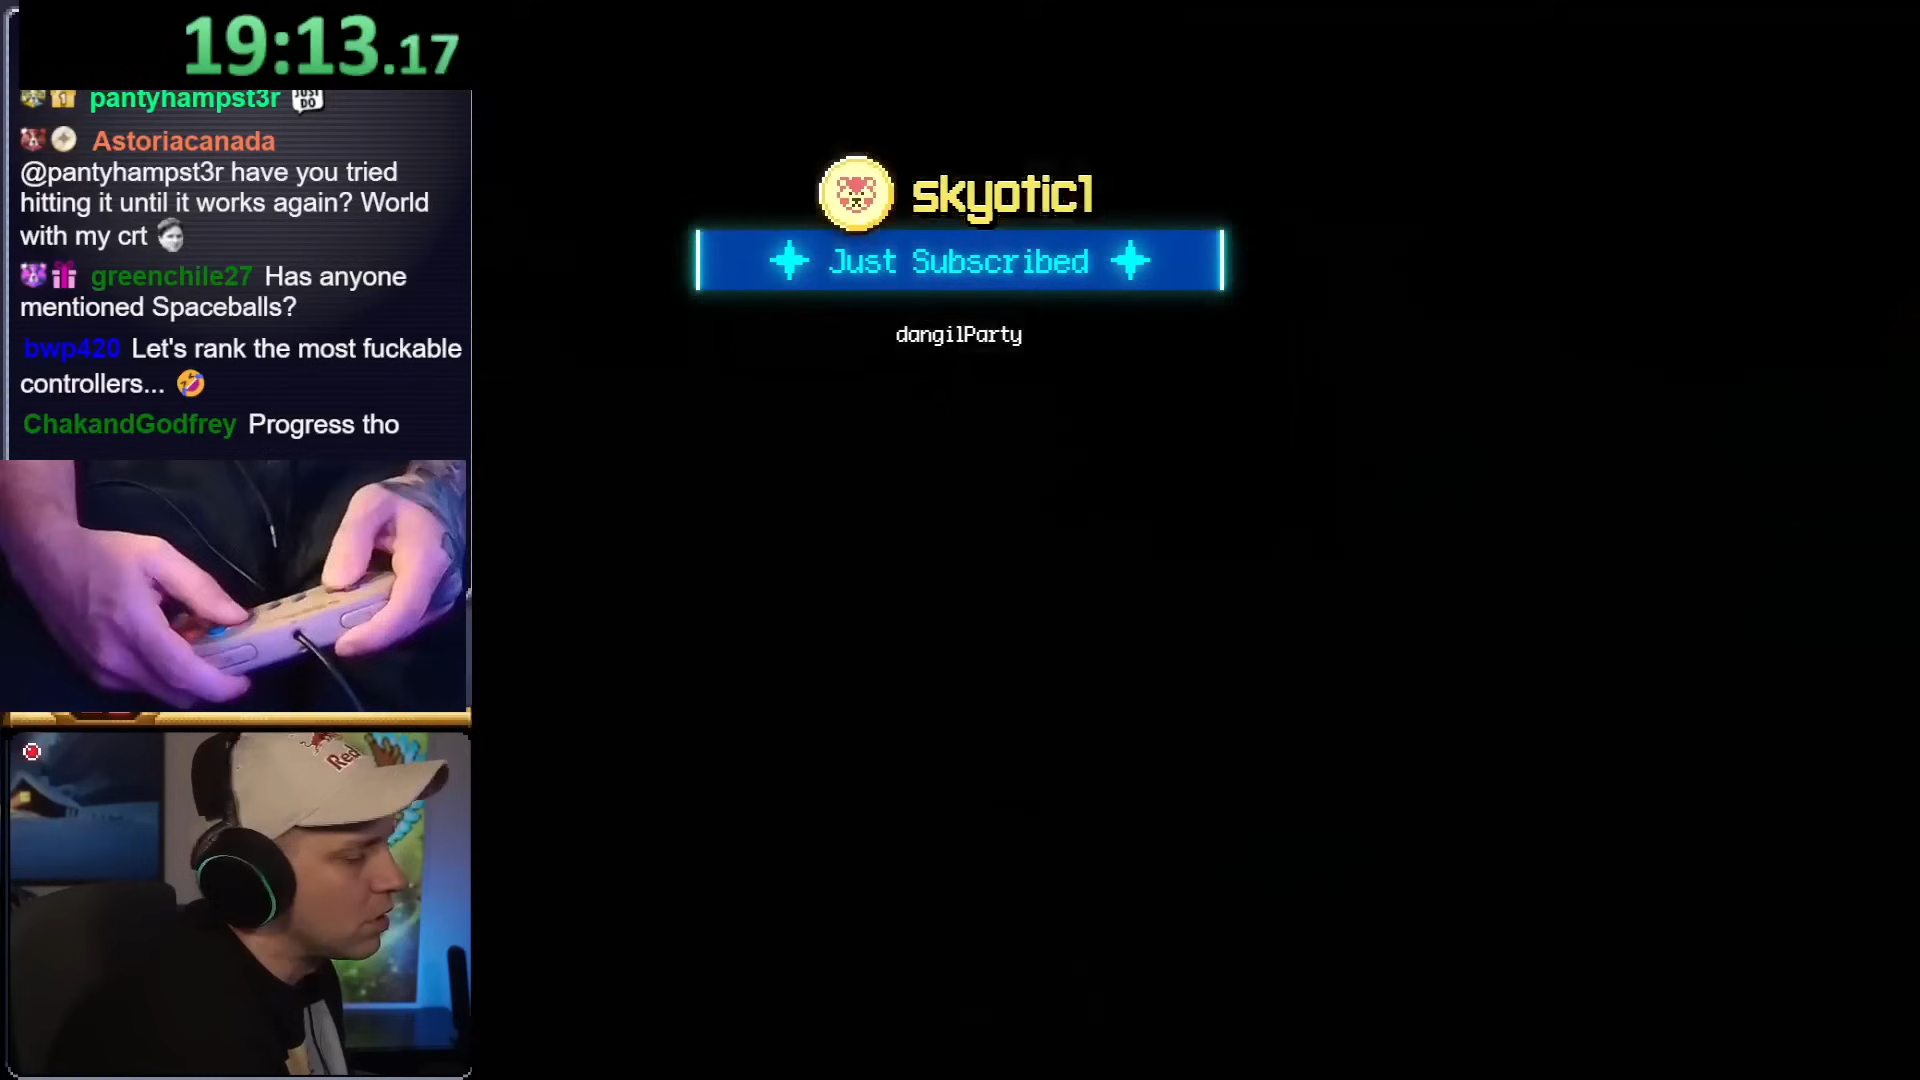 19:13.17
pantyhampst3r JUST DO
Astoriacanada
@pantyhampst3r have you tried
hitting it until it works again? World
with my crt
greenchile27 Has anyone
mentioned Spaceballs?
bwp420 Let's rank the most fuckable
controllers... 🤣
ChakandGodfrey Progress tho
skyotic1
Just Subscribed
dangilParty
Red